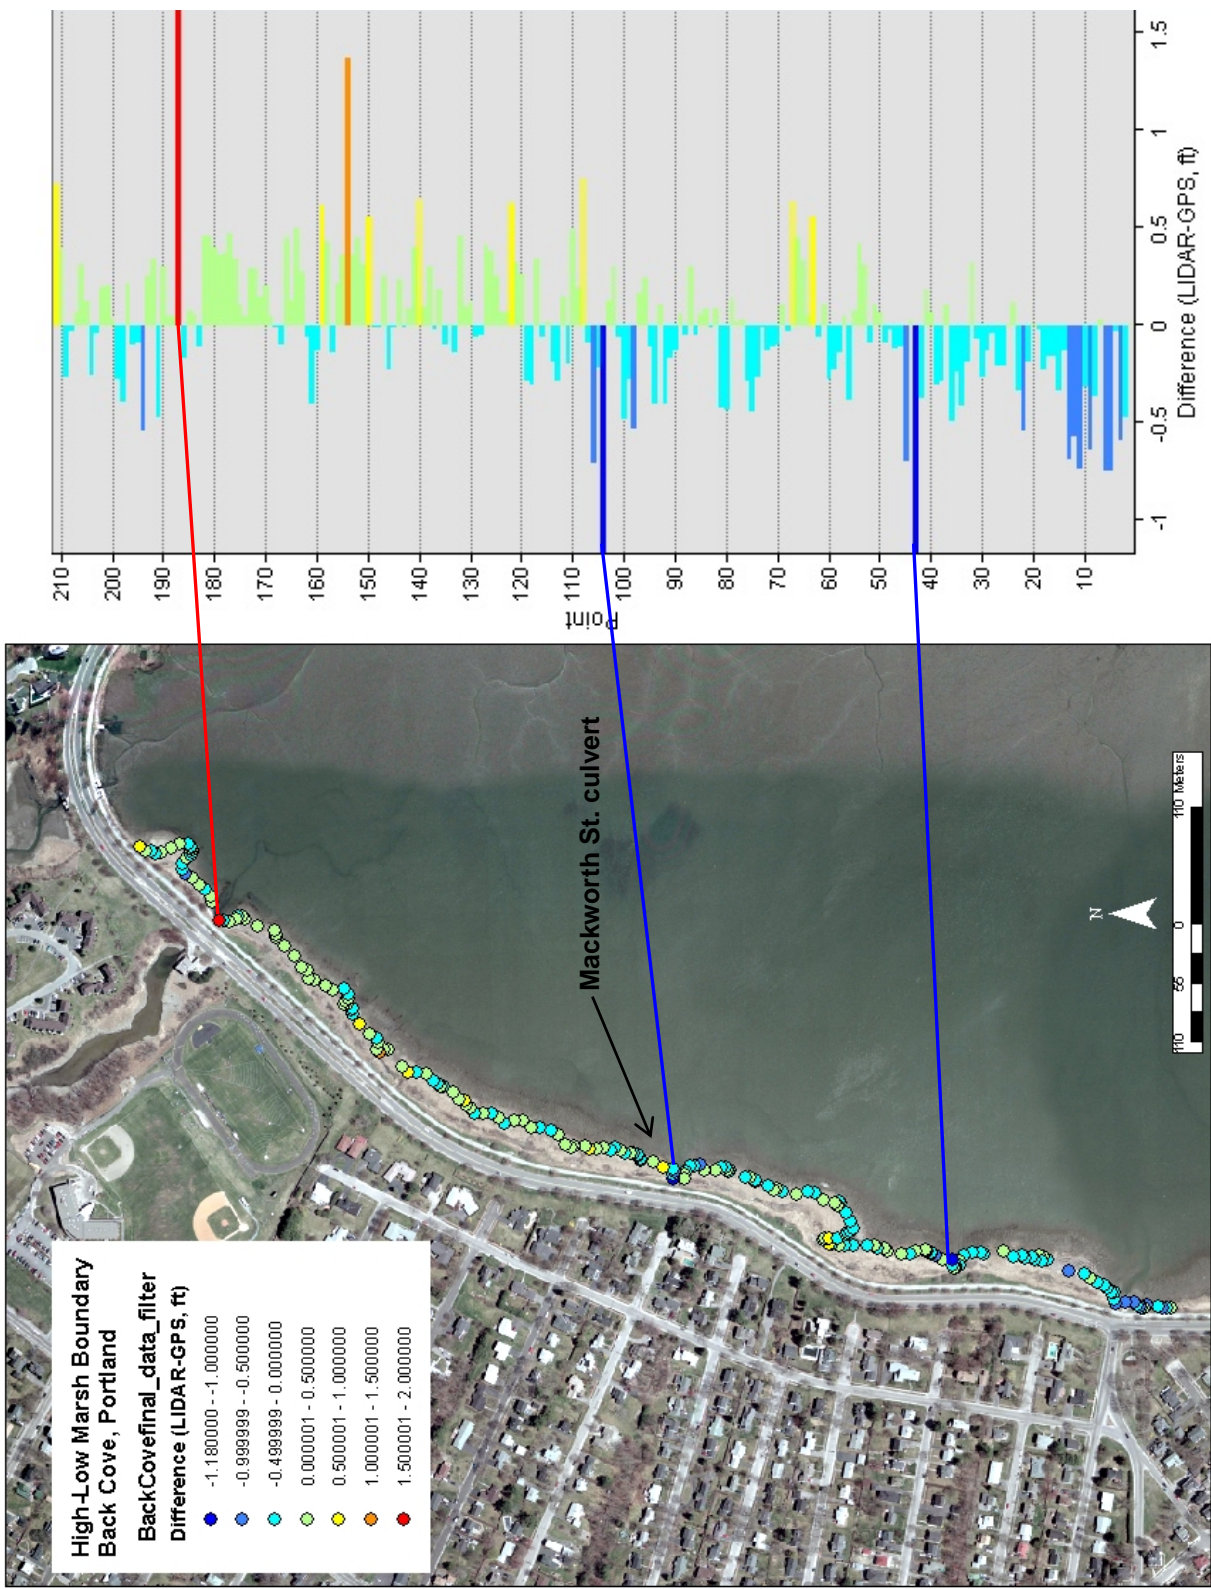 High-Low Marsh Boundary
Back Cove, Portland
BackCovefinal_data_filter
Difference (LIDAR-GPS, ft)
-1.180000 - -1.000000
-0.999999 - -0.500000
-0.499999 - 0.000000
0.000001 - 0.500000
0.500001 - 1.000000
1.000001 - 1.500000
1.500001 - 2.000000
Mackworth St. culvert
N
110 55 0 110 Meters
Point
210
200
190
180
170
160
150
140
130
120
110
100
90
80
70
60
50
40
30
20
10
-1 -0.5 0 0.5 1 1.5
Difference (LIDAR-GPS, ft)